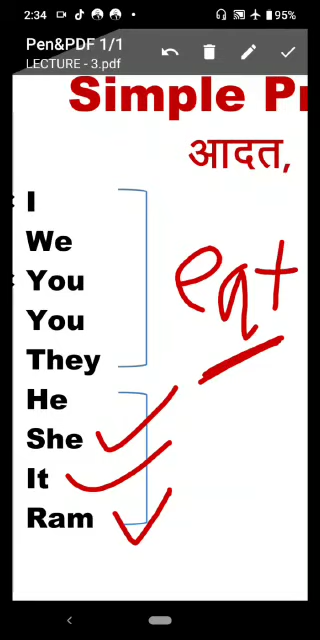 2:34 95%
Pen&PDF 1/1
LECTURE - 3.pdf
Simple Pr
आदत,
I
We
You
You
They
He
She
It
Ram
eat